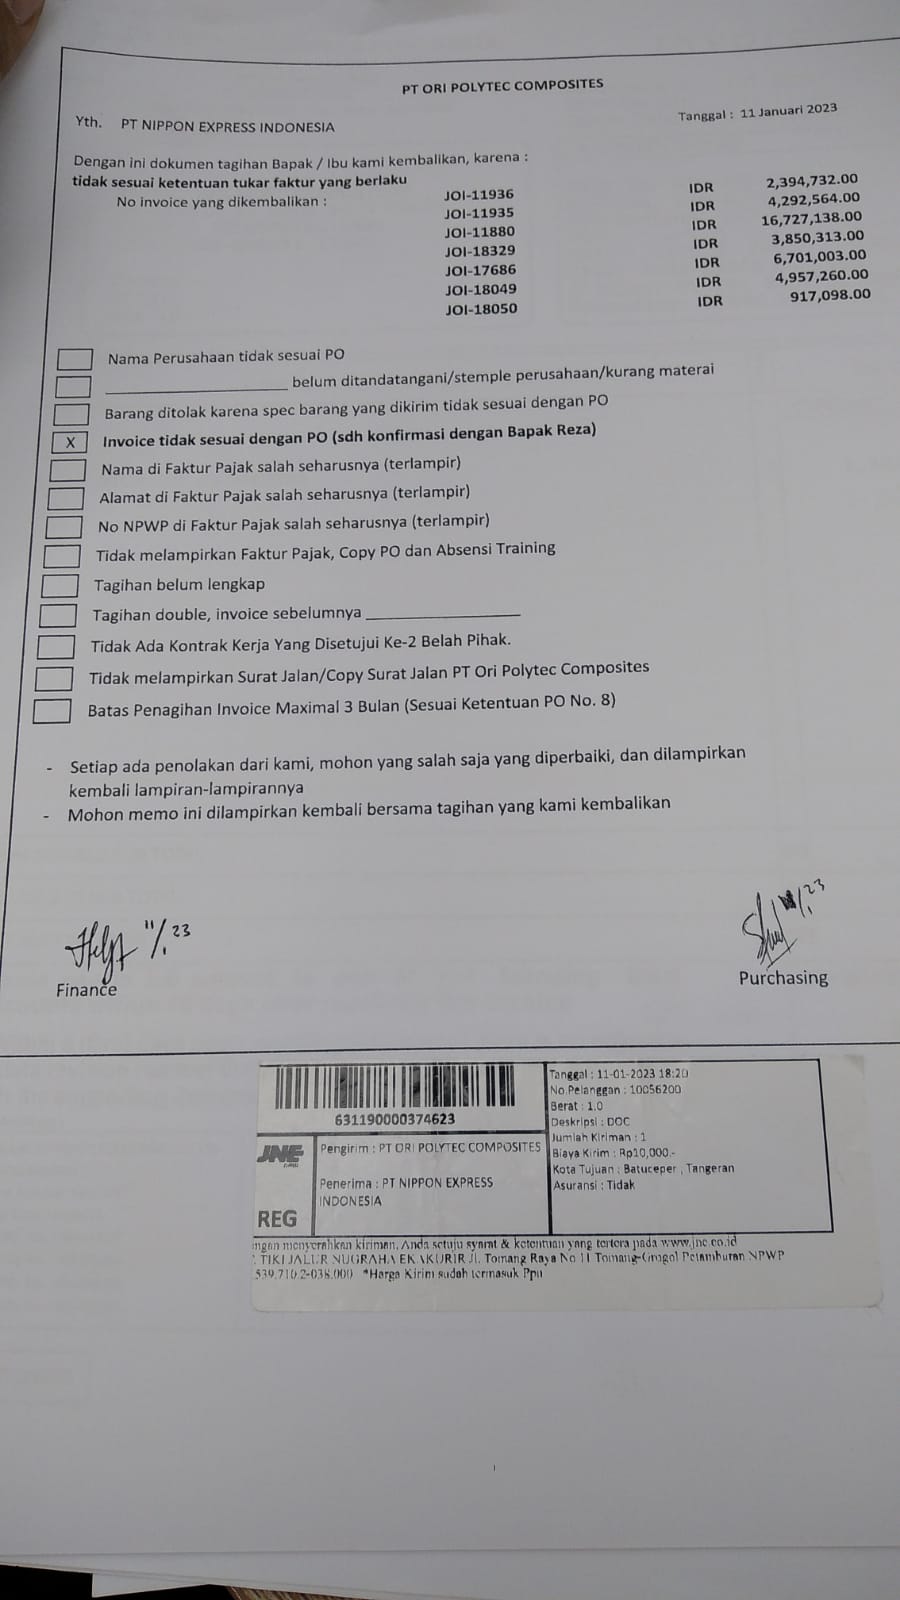 PT ORI POLYTEC COMPOSITES
Yth. PT NIPPON EXPRESS INDONESIA
Tanggal : 11 Januari 2023
Dengan ini dokumen tagihan Bapak / Ibu kami kembalikan, karena :
tidak sesuai ketentuan tukar faktur yang berlaku
No invoice yang dikembalikan :
JOI-11936 IDR 2,394,732.00
JOI-11935 IDR 4,292,564.00
JOI-11880 IDR 16,727,138.00
JOI-18329 IDR 3,850,313.00
JOI-17686 IDR 6,701,003.00
JOI-18049 IDR 4,957,260.00
JOI-18050 IDR 917,098.00
Nama Perusahaan tidak sesuai PO
____________________ belum ditandatangani/stemple perusahaan/kurang materai
Barang ditolak karena spec barang yang dikirim tidak sesuai dengan PO
X Invoice tidak sesuai dengan PO (sdh konfirmasi dengan Bapak Reza)
Nama di Faktur Pajak salah seharusnya (terlampir)
Alamat di Faktur Pajak salah seharusnya (terlampir)
No NPWP di Faktur Pajak salah seharusnya (terlampir)
Tidak melampirkan Faktur Pajak, Copy PO dan Absensi Training
Tagihan belum lengkap
Tagihan double, invoice sebelumnya ____________________
Tidak Ada Kontrak Kerja Yang Disetujui Ke-2 Belah Pihak.
Tidak melampirkan Surat Jalan/Copy Surat Jalan PT Ori Polytec Composites
Batas Penagihan Invoice Maximal 3 Bulan (Sesuai Ketentuan PO No. 8)
- Setiap ada penolakan dari kami, mohon yang salah saja yang diperbaiki, dan dilampirkan
kembali lampiran-lampirannya
- Mohon memo ini dilampirkan kembali bersama tagihan yang kami kembalikan
11/1 23
Finance
/1 23
Purchasing
631190000374623
JNE
REG
Pengirim : PT ORI POLYTEC COMPOSITES
Penerima : PT NIPPON EXPRESS
INDONESIA
Tanggal : 11-01-2023 18:20
No.Pelanggan : 10056200
Berat : 1.0
Deskripsi : DOC
Jumlah Kiriman : 1
Biaya Kirim : Rp10,000.-
Kota Tujuan : Batuceper , Tangeran
Asuransi : Tidak
ngan menyerahkan kiriman, Anda setuju syarat & ketentuan yang tertera pada www.jne.co.id
TIKI JALUR NUGRAHA EKAKURIR Jl. Tomang Raya No 11 Tomang-Grogol Petamburan NPWP
539.710.2-038.000 *Harga Kirim sudah termasuk Ppn